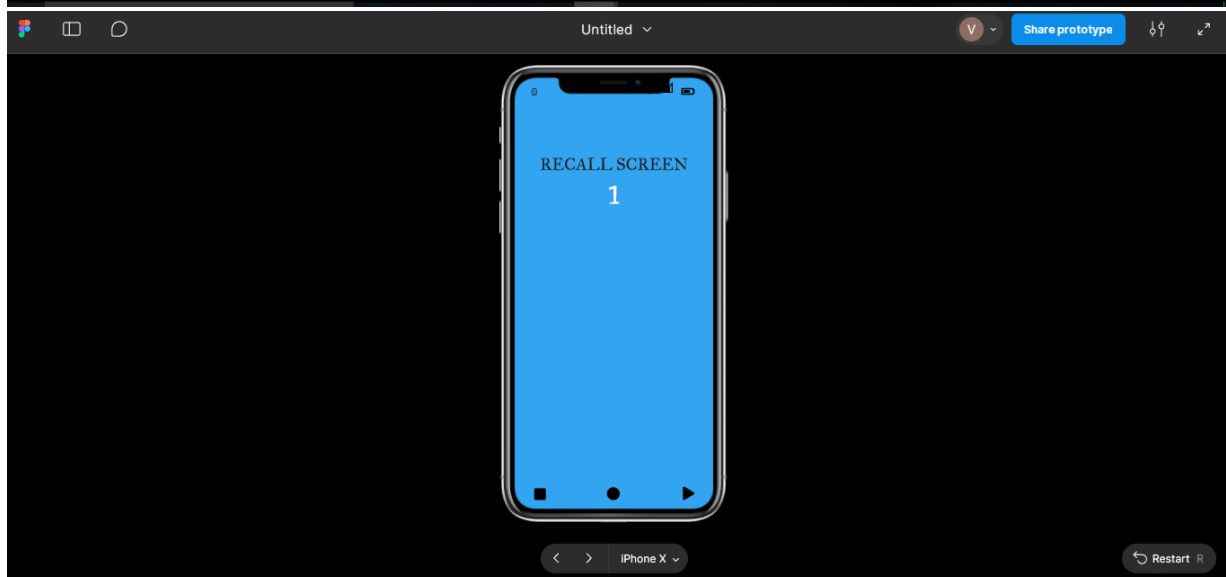 Untitled
V
Share prototype
RECALL SCREEN
1
iPhone X
Restart R